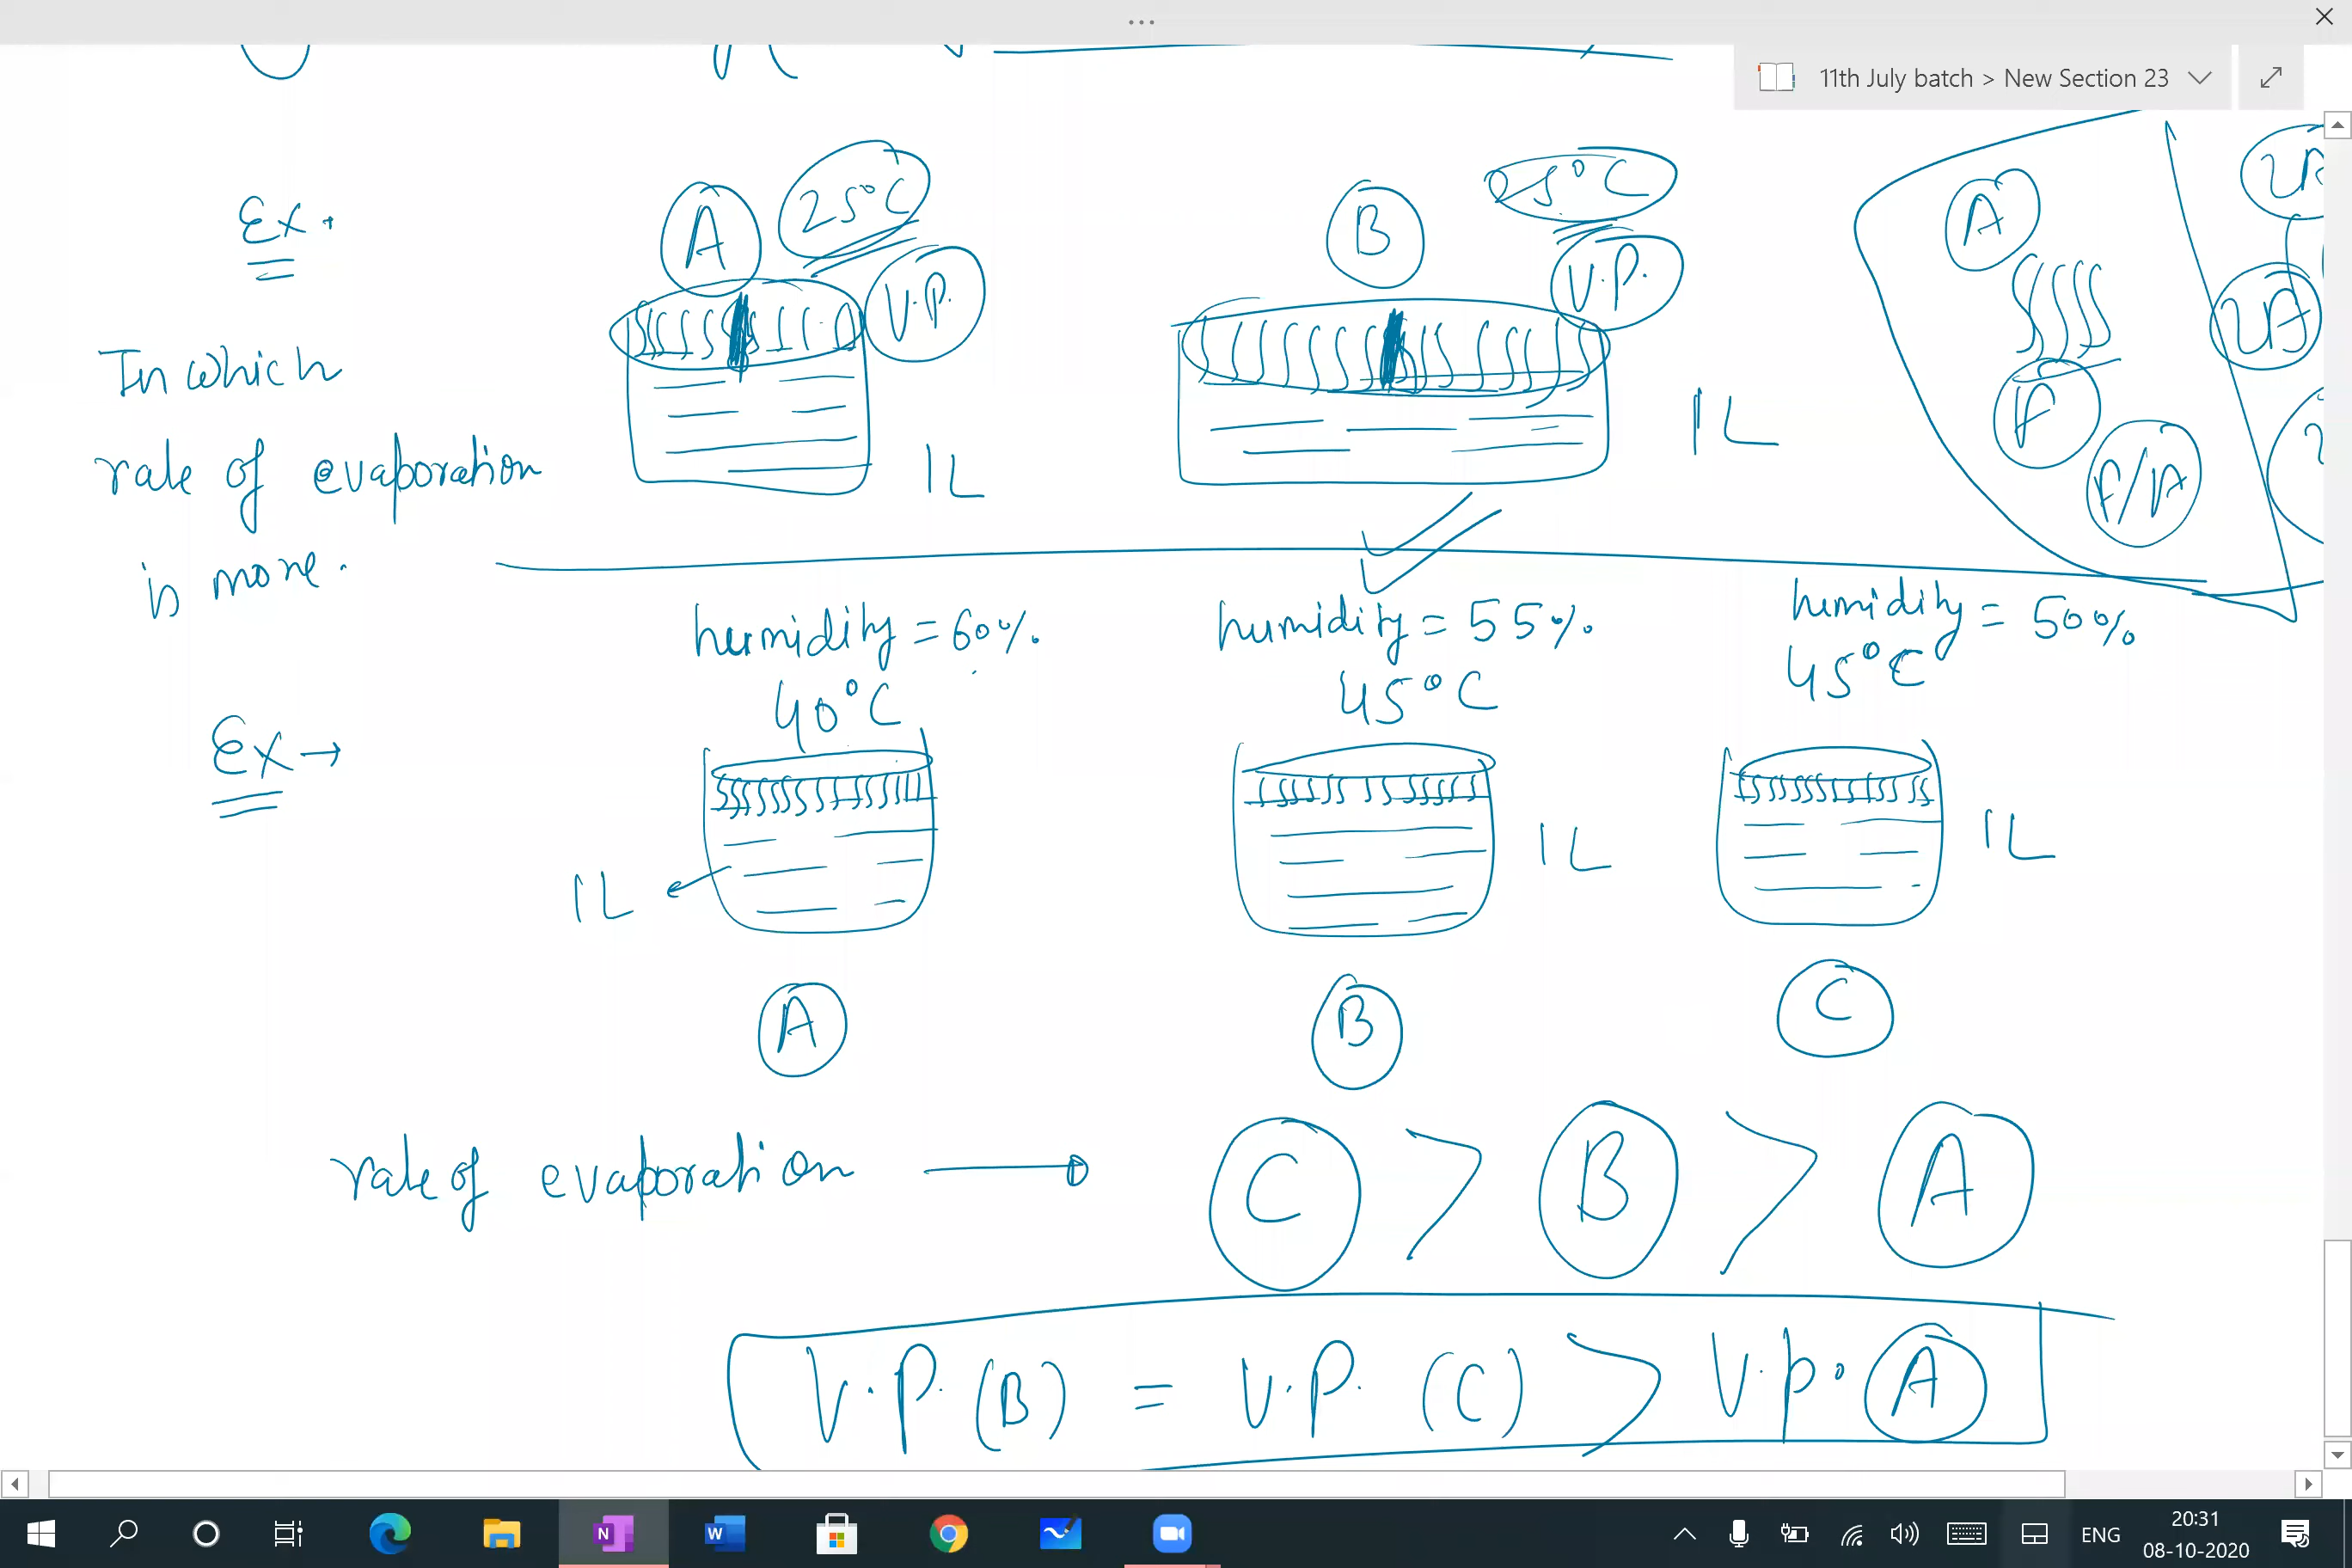 11th July batch > New Section 23
Ex.
A 25°C V.P.
B 25°C V.P.
A
F
F/A
2A
In which
rate of evaporation
is more.
1L
1L
humidity = 60%.
40°C
humidity = 55%.
45°C
humidity = 50%
45°C
Ex →
1L
1L
1L
A
B
C
rate of evaporation → C > B > A
V.P. (B) = V.P. (C) > V.P. A
ENG
20:31
08-10-2020